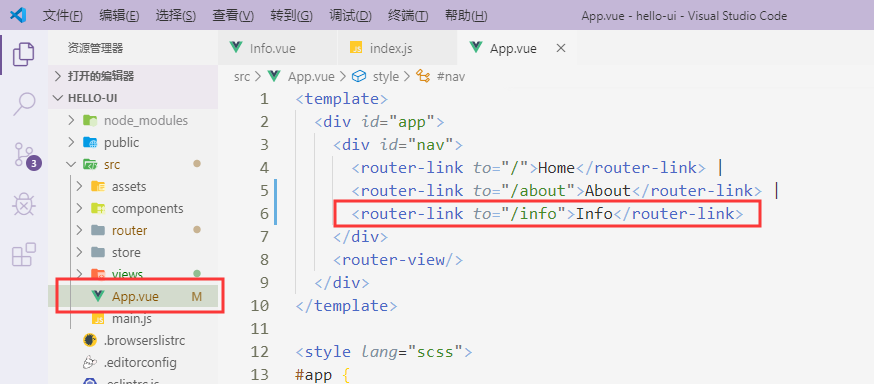 文件(F) 编辑(E) 选择(S) 查看(V) 转到(G) 调试(D) 终端(T) 帮助(H) App.vue - hello-ui - Visual Studio Code
资源管理器
打开的编辑器
HELLO-UI
node_modules
public
src
assets
components
router
store
views
App.vue M
main.js
.browserslistrc
.editorconfig
.eslintrc.js
3
Info.vue index.js App.vue
src > App.vue > style > #nav
1 <template>
2 <div id="app">
3 <div id="nav">
4 <router-link to="/">Home</router-link> |
5 <router-link to="/about">About</router-link> |
6 <router-link to="/info">Info</router-link>
7 </div>
8 <router-view/>
9 </div>
10 </template>
11
12 <style lang="scss">
13 #app {